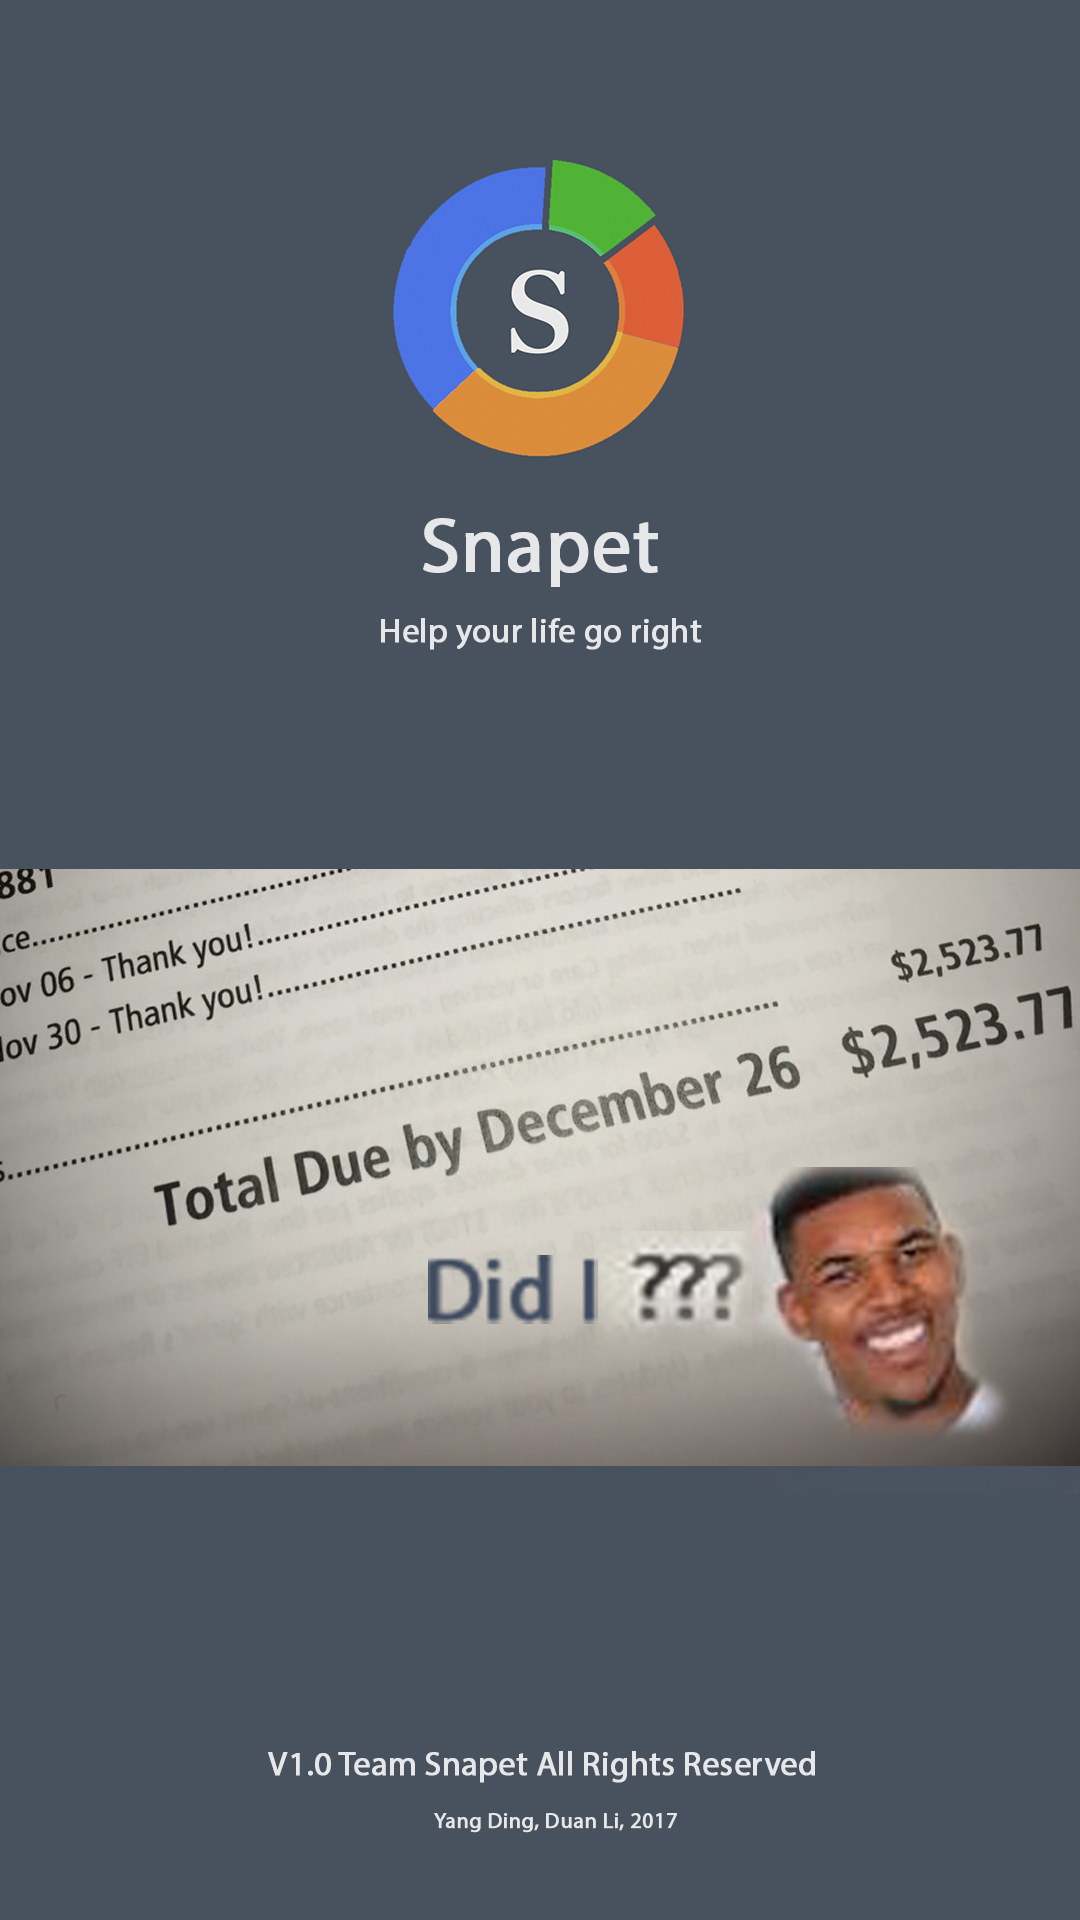 S
Snapet
Help your life go right
881
ce
ov 06 - Thank you!
Nov 30 - Thank you!
$2,523.77
s
Total Due by December 26 $2,523.77
Did I ???
V1.0 Team Snapet All Rights Reserved
Yang Ding, Duan Li, 2017